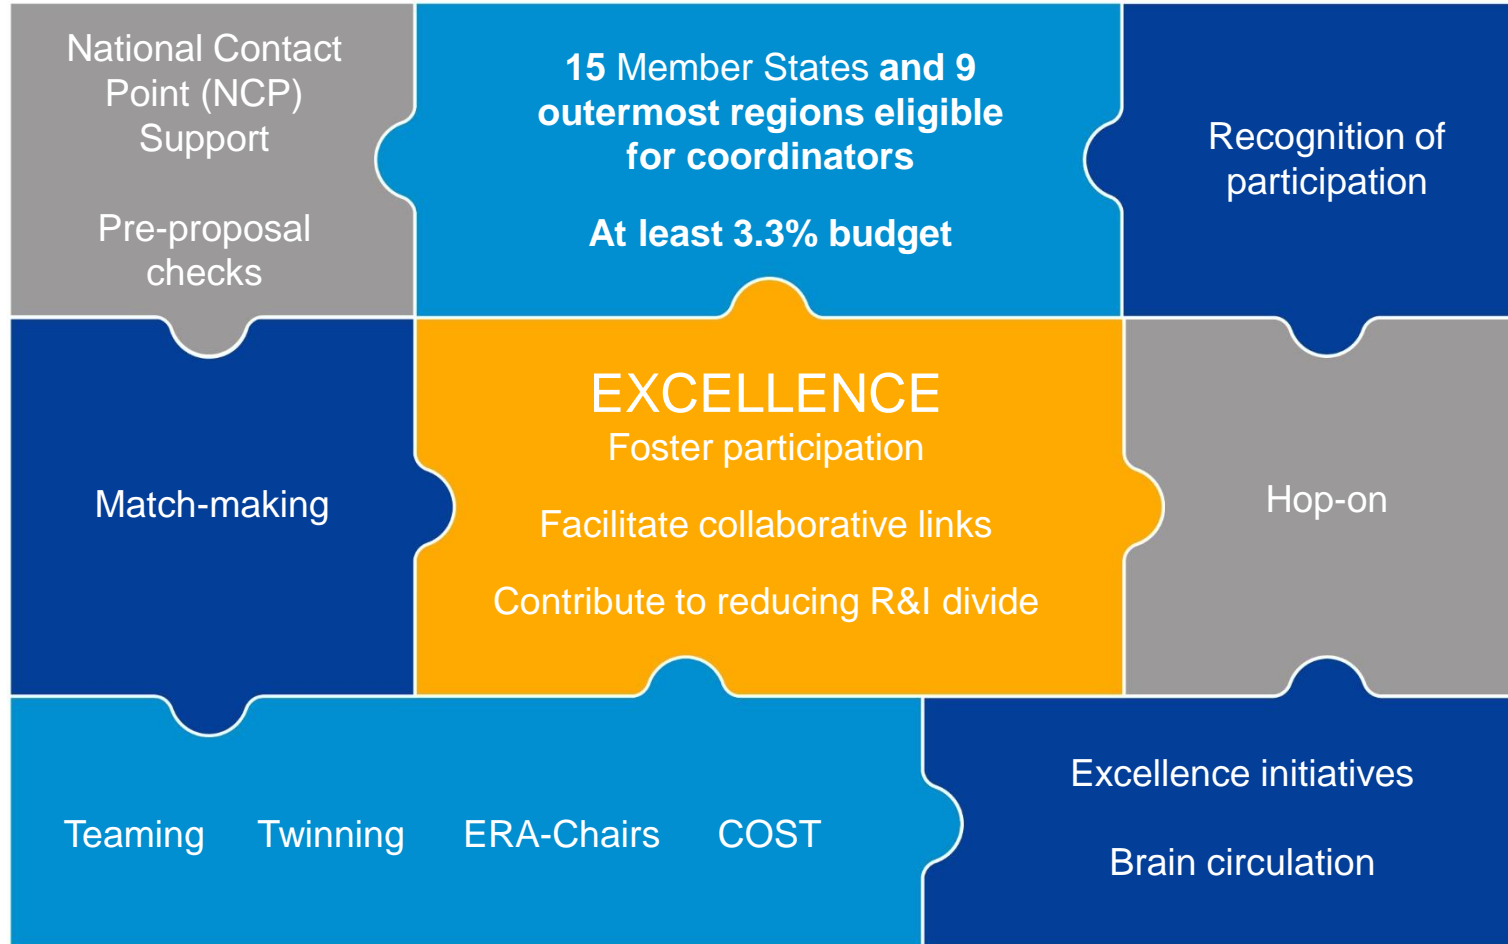 National Contact
Point (NCP)
Support
Pre-proposal
checks
15 Member States and 9
outermost regions eligible
for coordinators
At least 3.3% budget
Recognition of
participation
Match-making
EXCELLENCE
Foster participation
Facilitate collaborative links
Contribute to reducing R&I divide
Hop-on
Teaming Twinning ERA-Chairs COST
Excellence initiatives
Brain circulation